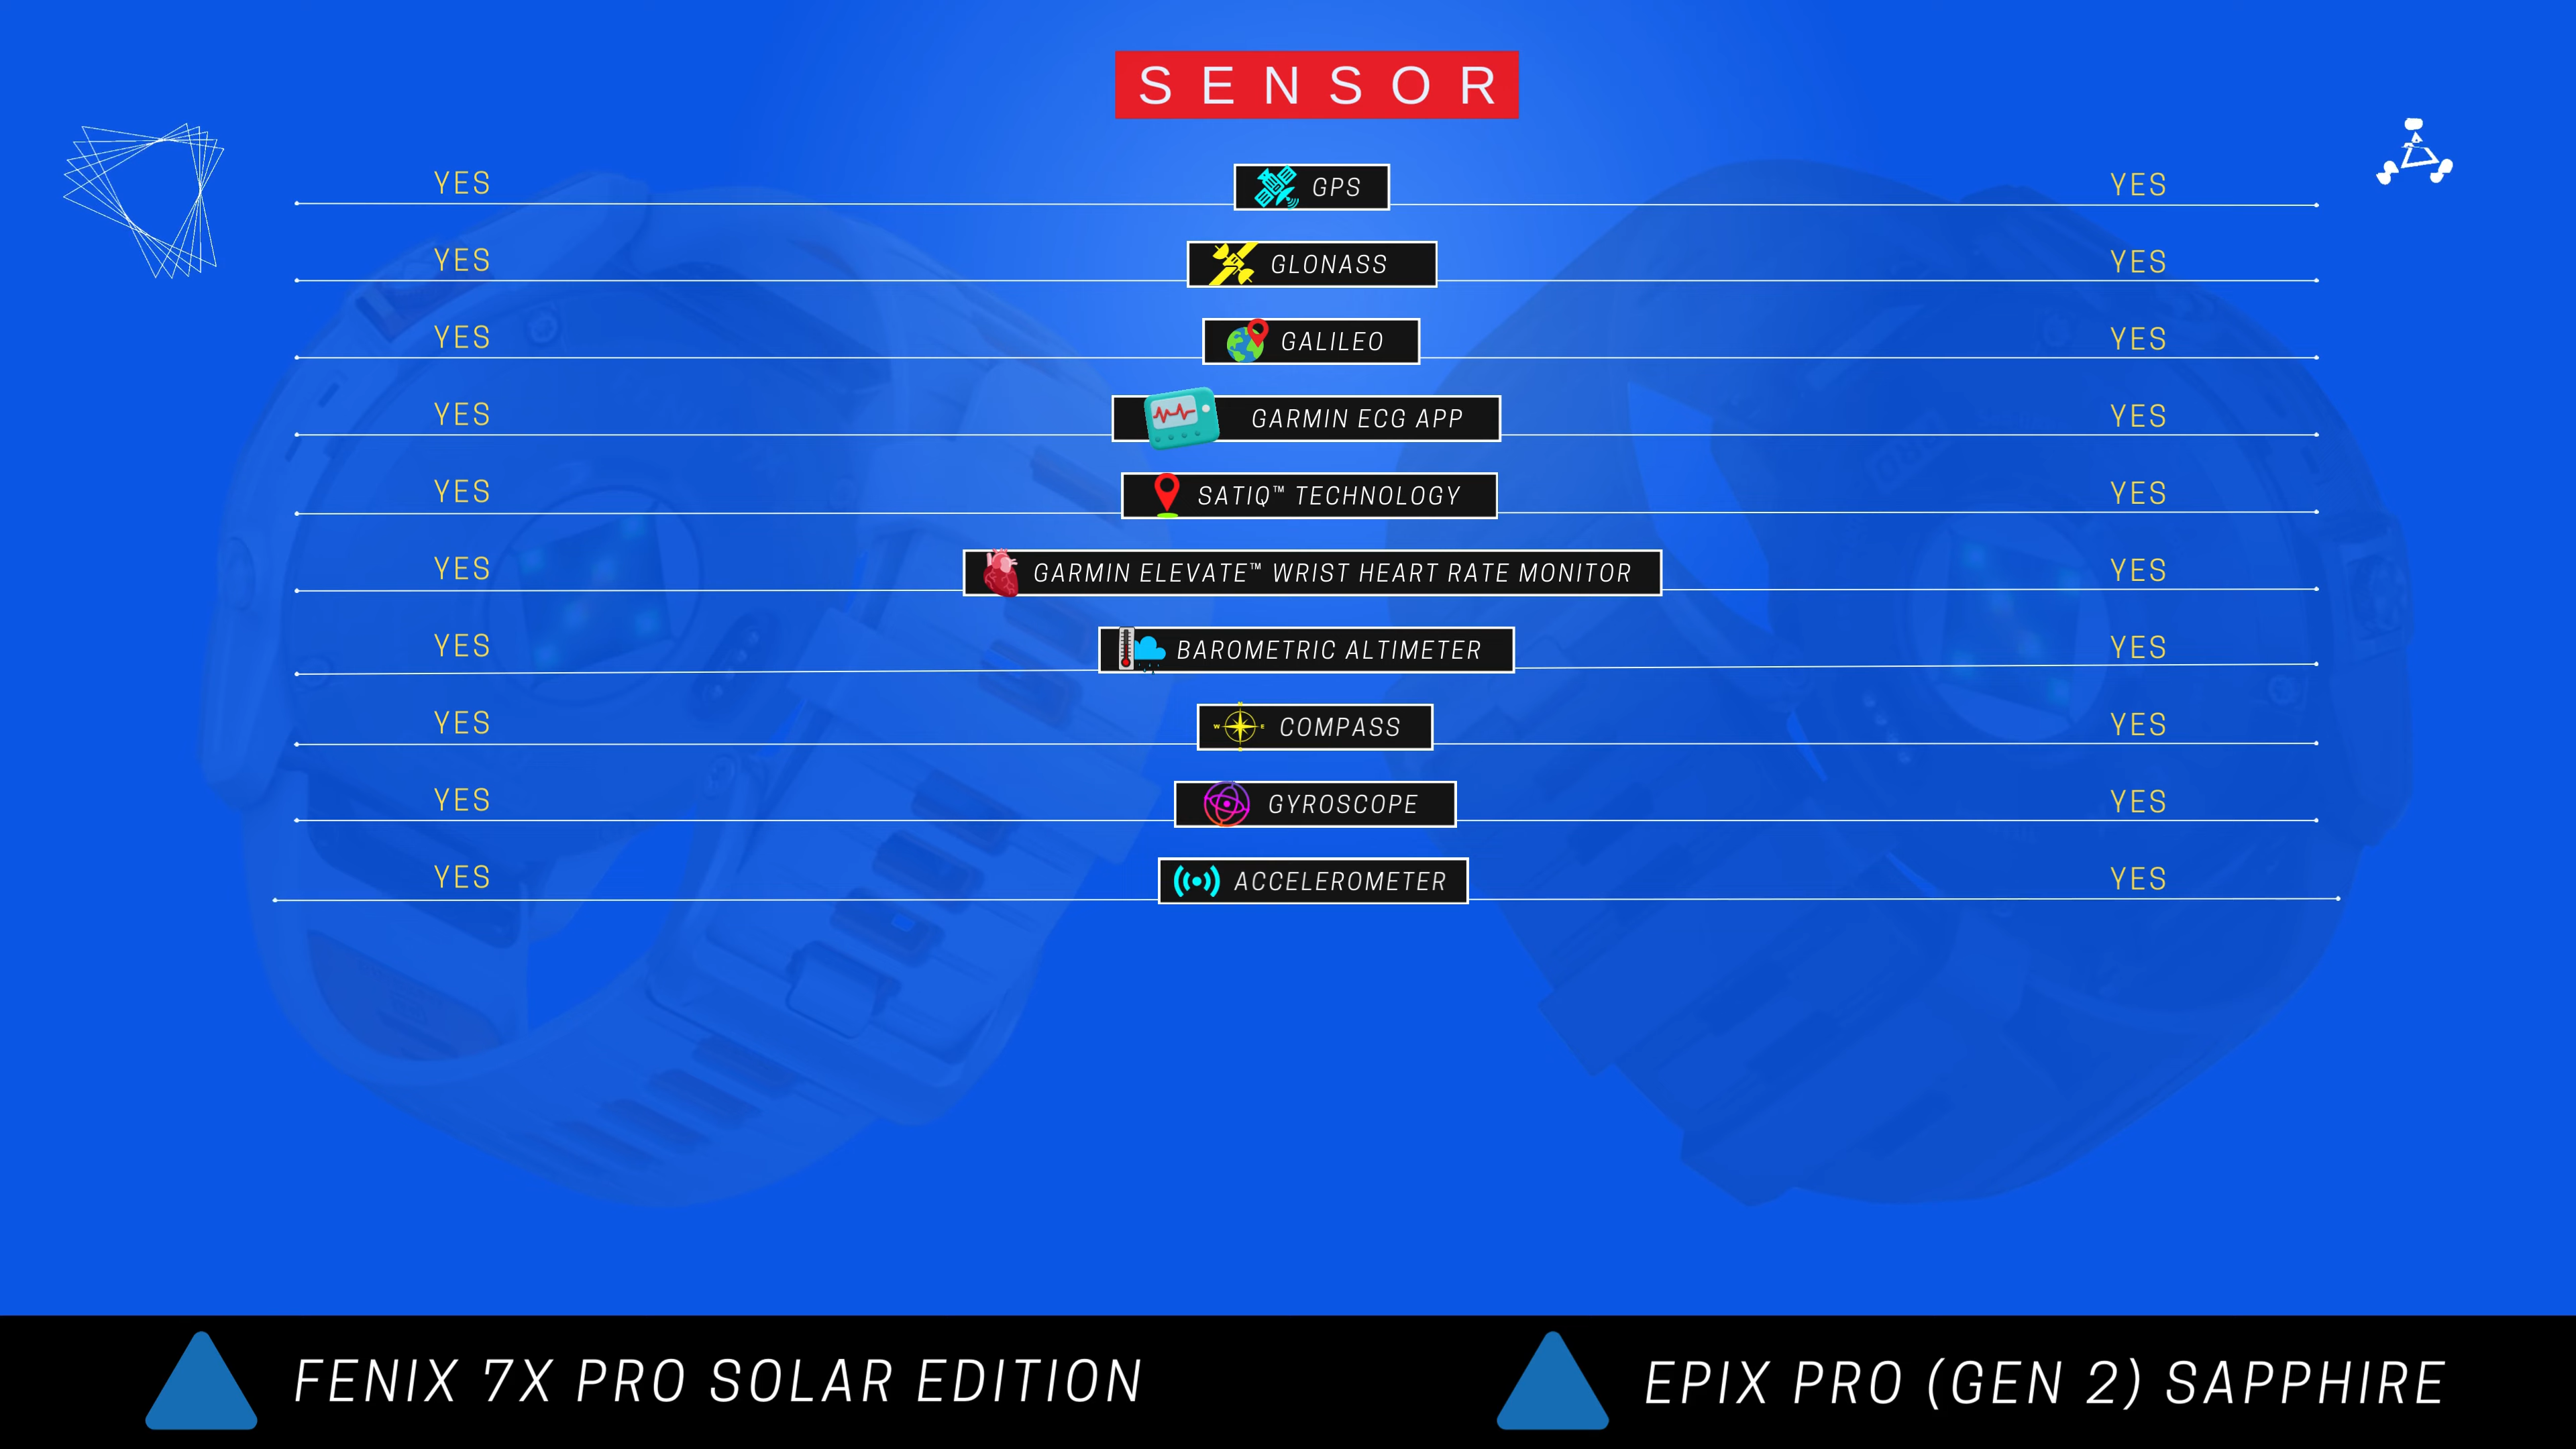 SENSOR
YES GPS YES
YES GLONASS YES
YES GALILEO YES
YES GARMIN ECG APP YES
YES SATIQ™ TECHNOLOGY YES
YES GARMIN ELEVATE™ WRIST HEART RATE MONITOR YES
YES BAROMETRIC ALTIMETER YES
YES COMPASS YES
YES GYROSCOPE YES
YES ACCELEROMETER YES
FENIX 7X PRO SOLAR EDITION
EPIX PRO (GEN 2) SAPPHIRE